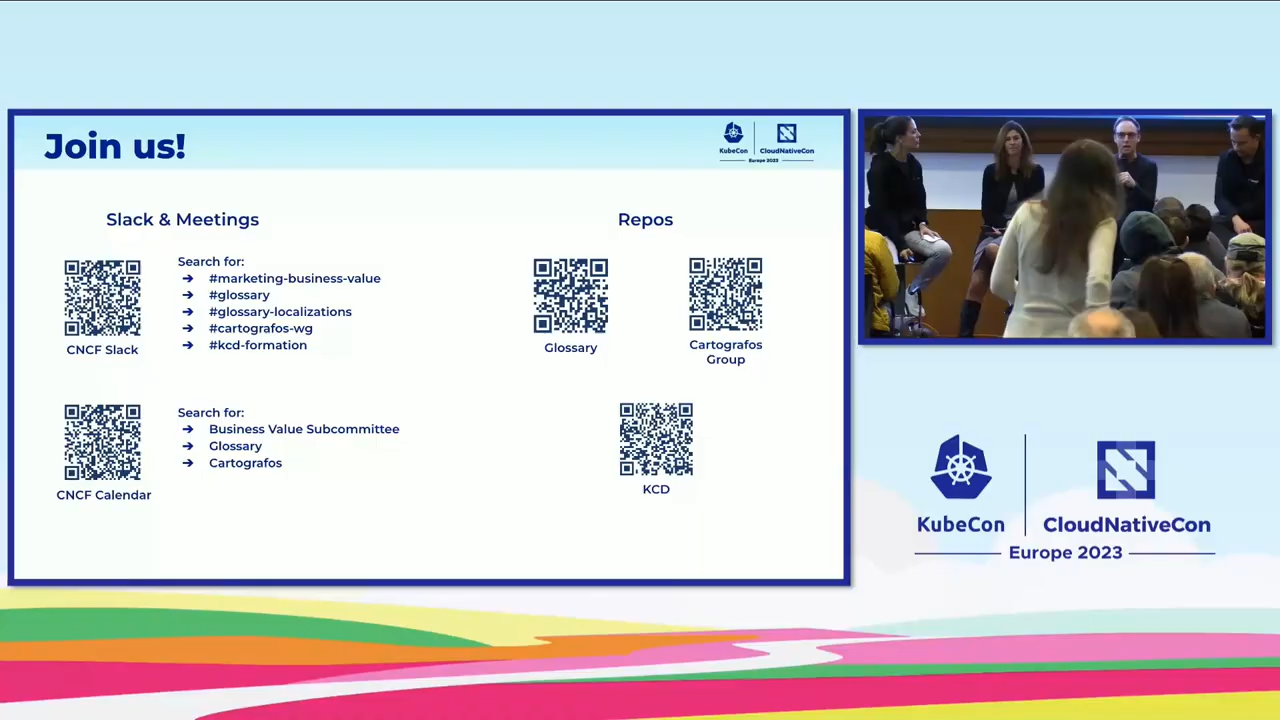 Join us!
KubeCon
CloudNativeCon
Europe 2023
Slack & Meetings
Search for:
➔ #marketing-business-value
➔ #glossary
➔ #glossary-localizations
➔ #cartografos-wg
➔ #kcd-formation
CNCF Slack
Search for:
➔ Business Value Subcommittee
➔ Glossary
➔ Cartografos
CNCF Calendar
Repos
Glossary
Cartografos
Group
KCD
KubeCon
CloudNativeCon
Europe 2023